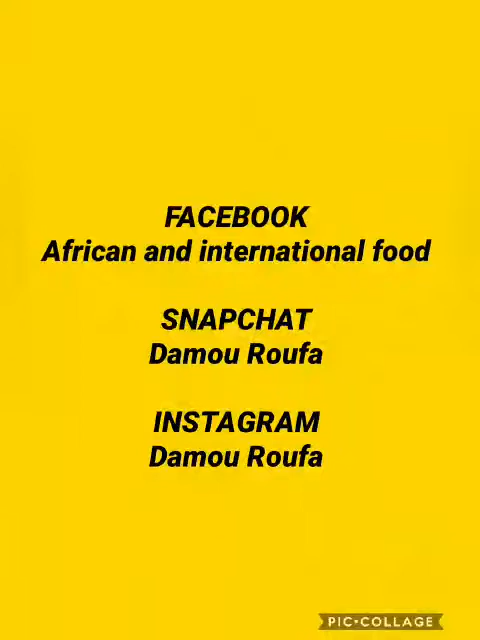 FACEBOOK
African and international food
SNAPCHAT
Damou Roufa
INSTAGRAM
Damou Roufa
PIC•COLLAGE